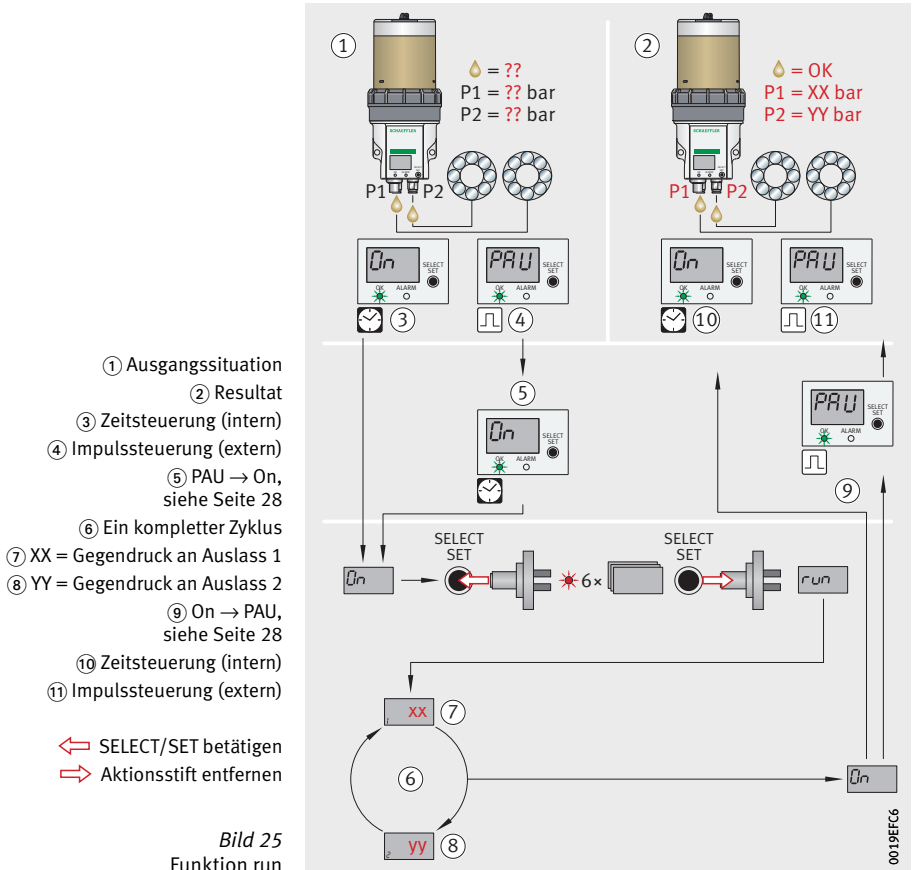 ① Ausgangssituation
② Resultat
③ Zeitsteuerung (intern)
④ Impulssteuerung (extern)
⑤ PAU → On,
siehe Seite 28
⑥ Ein kompletter Zyklus
⑦ XX = Gegendruck an Auslass 1
⑧ YY = Gegendruck an Auslass 2
⑨ On → PAU,
siehe Seite 28
⑩ Zeitsteuerung (intern)
⑪ Impulssteuerung (extern)
SELECT/SET betätigen
Aktionsstift entfernen
Bild 25
Funktion run
①
= ??
P1 = ?? bar
P2 = ?? bar
SCHAEFFLER
P1
P2
On
SELECT
SET
OK
ALARM
③
PAU
SELECT
SET
OK
ALARM
④
②
= OK
P1 = XX bar
P2 = YY bar
SCHAEFFLER
P1
P2
On
SELECT
SET
OK
ALARM
⑩
PAU
SELECT
SET
OK
ALARM
⑪
⑤
On
SELECT
SET
OK
ALARM
PAU
SELECT
SET
OK
ALARM
⑨
On
SELECT
SET
6×
SELECT
SET
run
1
XX
⑦
⑥
2
yy
⑧
On
0019EFC6